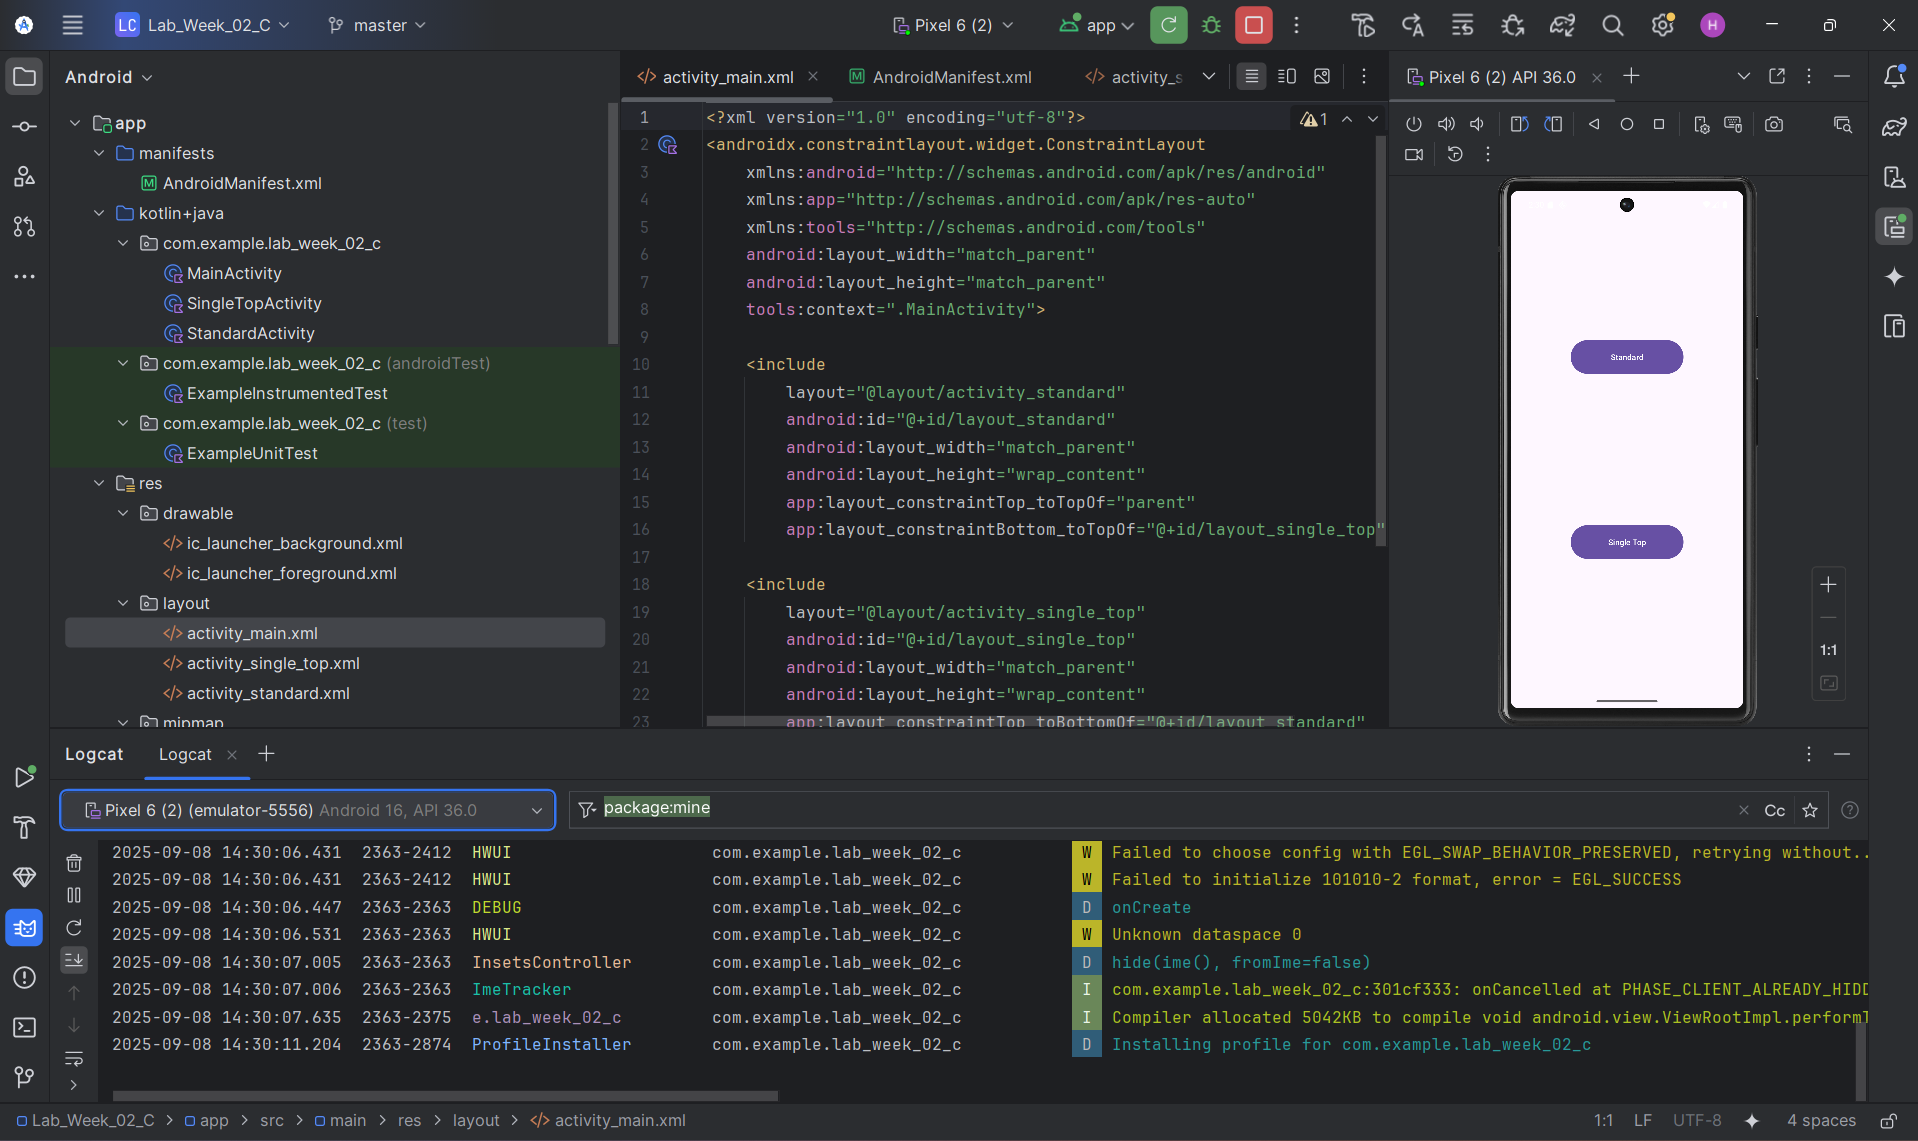 LC Lab_Week_02_C master Pixel 6 (2) app H
Android
app
manifests
AndroidManifest.xml
kotlin+java
com.example.lab_week_02_c
MainActivity
SingleTopActivity
StandardActivity
com.example.lab_week_02_c (androidTest)
ExampleInstrumentedTest
com.example.lab_week_02_c (test)
ExampleUnitTest
res
drawable
ic_launcher_background.xml
ic_launcher_foreground.xml
layout
activity_main.xml
activity_single_top.xml
activity_standard.xml
mipmap
activity_main.xml AndroidManifest.xml activity_s
1 <?xml version="1.0" encoding="utf-8"?> 1
2 <androidx.constraintlayout.widget.ConstraintLayout
3 xmlns:android="http://schemas.android.com/apk/res/android"
4 xmlns:app="http://schemas.android.com/apk/res-auto"
5 xmlns:tools="http://schemas.android.com/tools"
6 android:layout_width="match_parent"
7 android:layout_height="match_parent"
8 tools:context=".MainActivity">
9
10 <include
11 layout="@layout/activity_standard"
12 android:id="@+id/layout_standard"
13 android:layout_width="match_parent"
14 android:layout_height="wrap_content"
15 app:layout_constraintTop_toTopOf="parent"
16 app:layout_constraintBottom_toTopOf="@+id/layout_single_top"
17
18 <include
19 layout="@layout/activity_single_top"
20 android:id="@+id/layout_single_top"
21 android:layout_width="match_parent"
22 android:layout_height="wrap_content"
23 app:layout_constraintTop_toBottomOf="@+id/layout_standard"
Pixel 6 (2) API 36.0
Standard
Single Top
1:1
Logcat Logcat
Pixel 6 (2) (emulator-5556) Android 16, API 36.0 package:mine Cc
2025-09-08 14:30:06.431 2363-2412 HWUI com.example.lab_week_02_c W Failed to choose config with EGL_SWAP_BEHAVIOR_PRESERVED, retrying without..
2025-09-08 14:30:06.431 2363-2412 HWUI com.example.lab_week_02_c W Failed to initialize 101010-2 format, error = EGL_SUCCESS
2025-09-08 14:30:06.447 2363-2363 DEBUG com.example.lab_week_02_c D onCreate
2025-09-08 14:30:06.531 2363-2363 HWUI com.example.lab_week_02_c W Unknown dataspace 0
2025-09-08 14:30:07.005 2363-2363 InsetsController com.example.lab_week_02_c D hide(ime(), fromIme=false)
2025-09-08 14:30:07.006 2363-2363 ImeTracker com.example.lab_week_02_c I com.example.lab_week_02_c:301cf333: onCancelled at PHASE_CLIENT_ALREADY_HIDD
2025-09-08 14:30:07.635 2363-2375 e.lab_week_02_c com.example.lab_week_02_c I Compiler allocated 5042KB to compile void android.view.ViewRootImpl.performT
2025-09-08 14:30:11.204 2363-2874 ProfileInstaller com.example.lab_week_02_c D Installing profile for com.example.lab_week_02_c
Lab_Week_02_C > app > src > main > res > layout > activity_main.xml 1:1 LF UTF-8 4 spaces